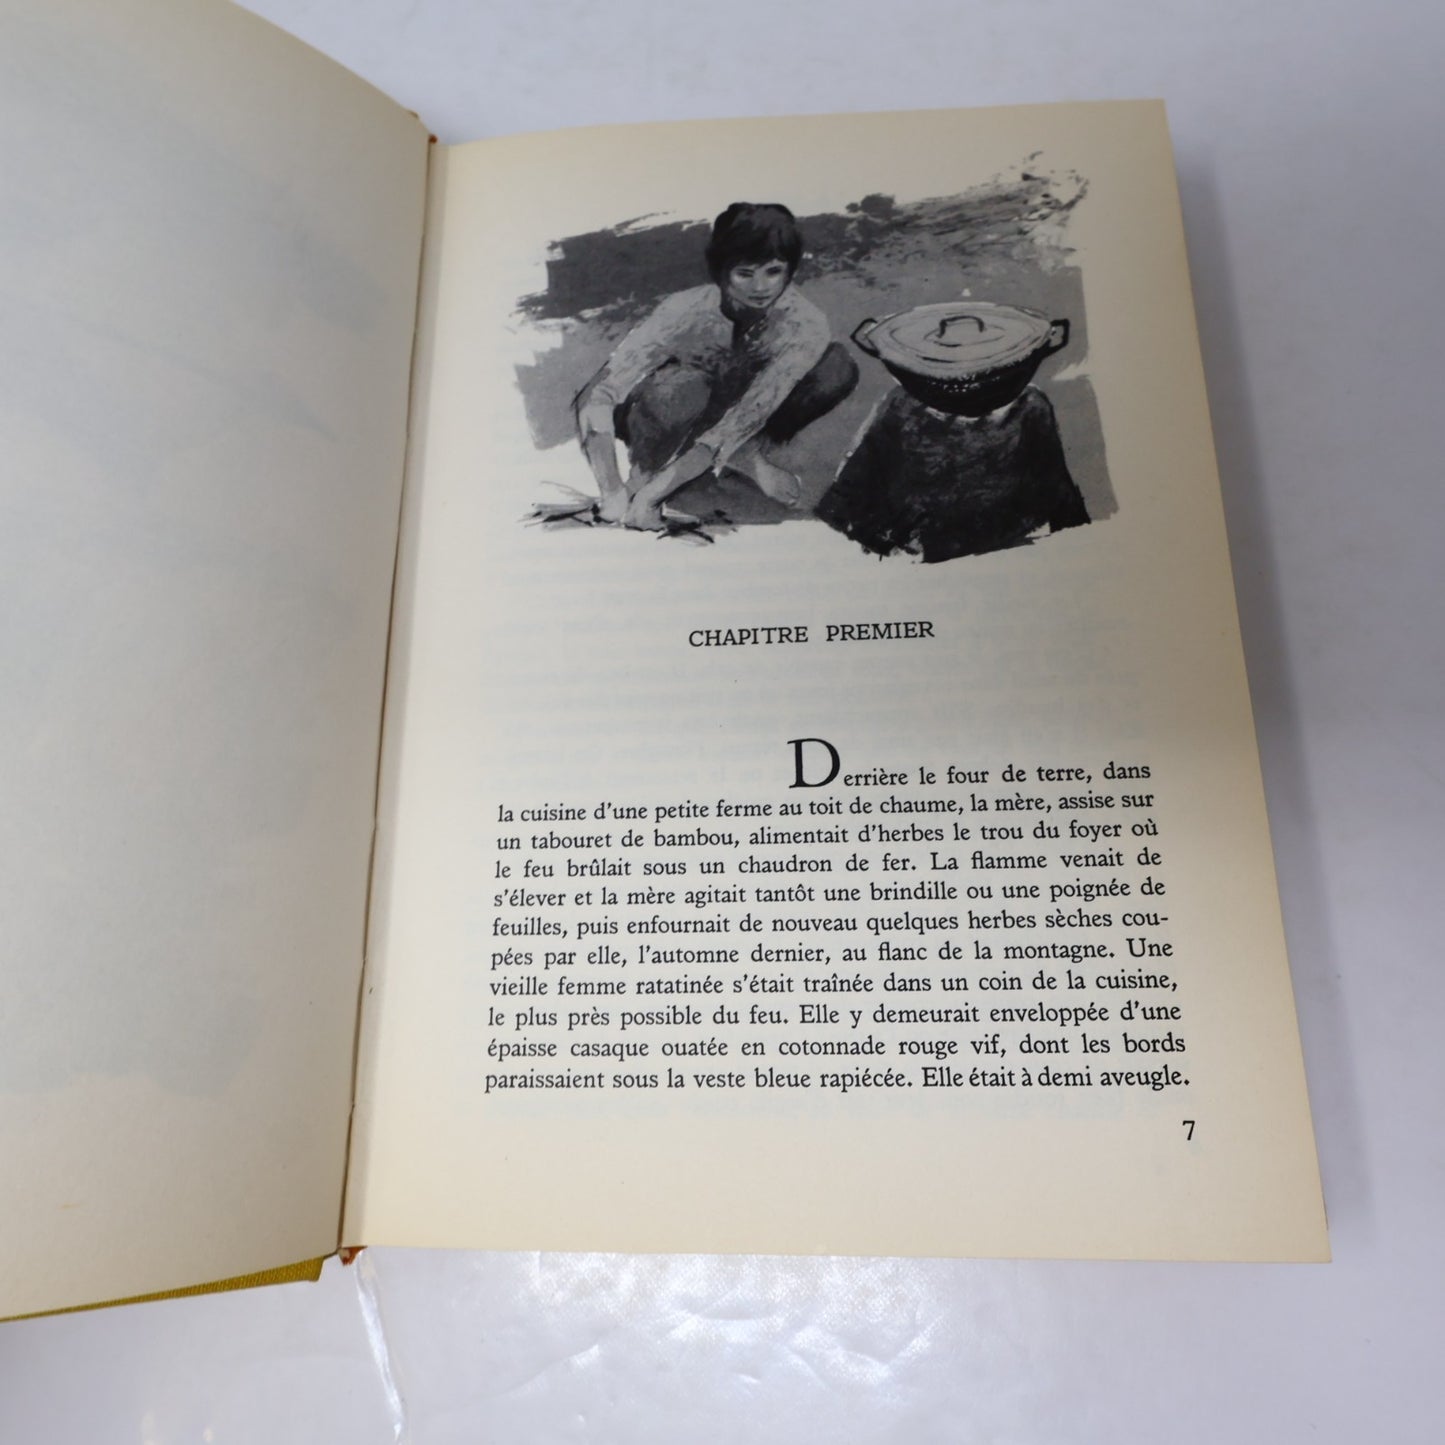 CHAPITRE PREMIER
Derrière le four de terre, dans
la cuisine d'une petite ferme au toit de chaume, la mère, assise sur
un tabouret de bambou, alimentait d'herbes le trou du foyer où
le feu brûlait sous un chaudron de fer. La flamme venait de
s'élever et la mère agitait tantôt une brindille ou une poignée de
feuilles, puis enfournait de nouveau quelques herbes sèches cou-
pées par elle, l'automne dernier, au flanc de la montagne. Une
vieille femme ratatinée s'était traînée dans un coin de la cuisine,
le plus près possible du feu. Elle y demeurait enveloppée d'une
épaisse casaque ouatée en cotonnade rouge vif, dont les bords
paraissaient sous la veste bleue rapiécée. Elle était à demi aveugle.
7